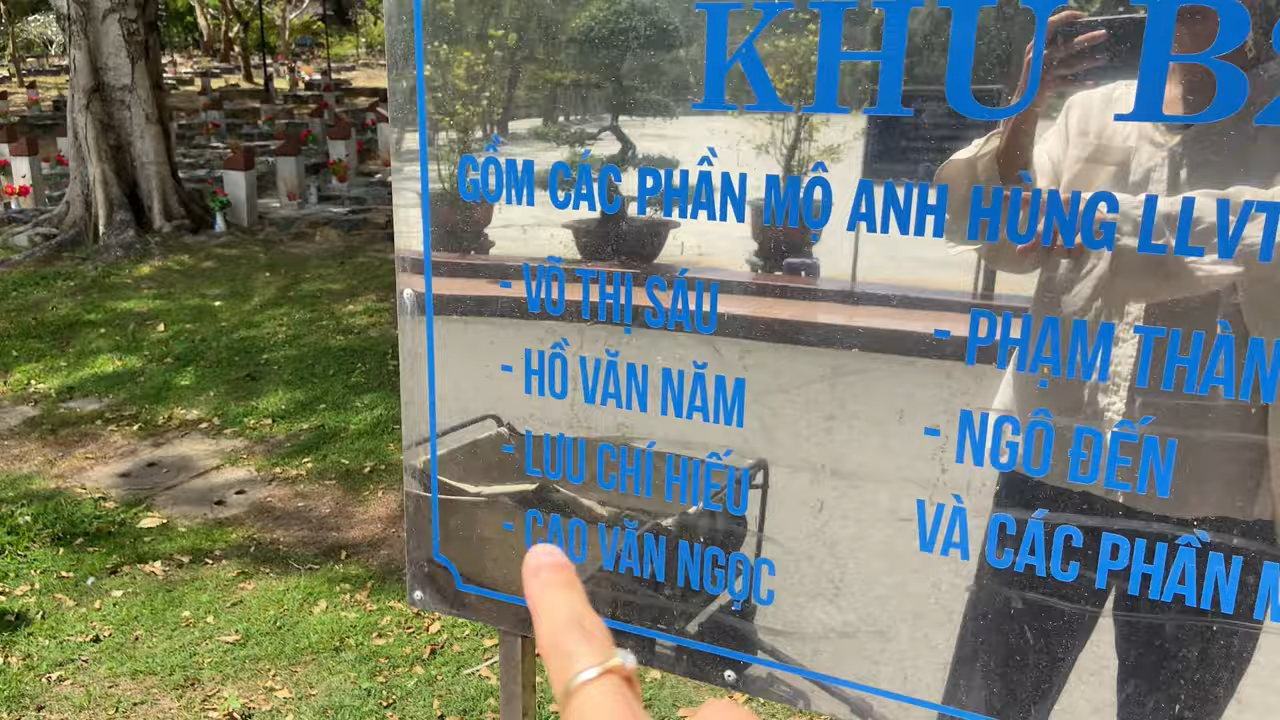 KHU B2
GỒM CÁC PHẦN MỘ ANH HÙNG LLVT
- VÕ THỊ SÁU
- HỒ VĂN NĂM
- LƯU CHÍ HIẾU
- CAO VĂN NGỌC
- PHẠM THÀN
- NGÔ ĐẾN
VÀ CÁC PHẦN M